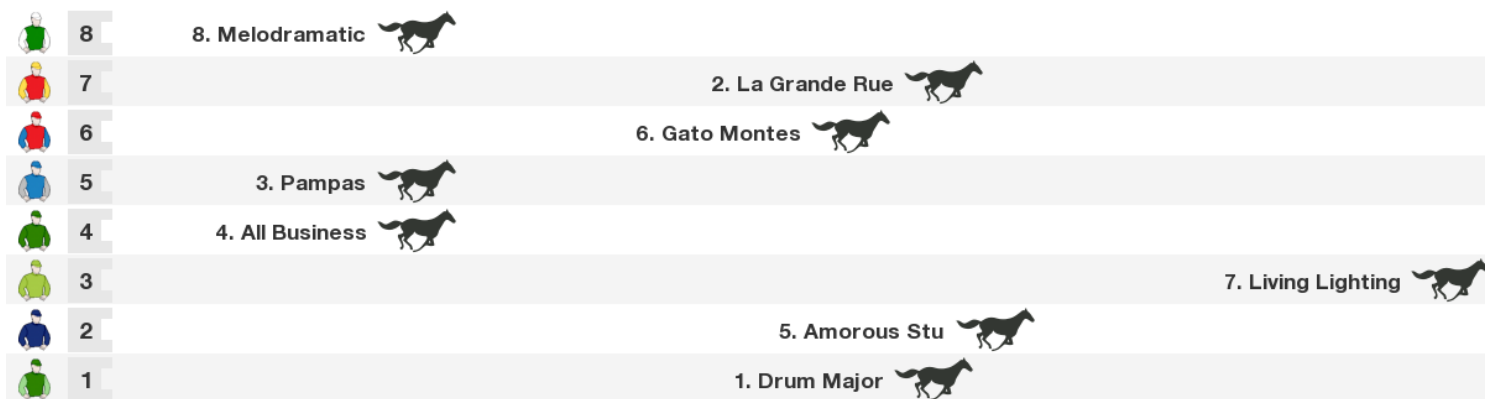 8 8. Melodramatic
7 2. La Grande Rue
6 6. Gato Montes
5 3. Pampas
4 4. All Business
3 7. Living Lighting
2 5. Amorous Stu
1 1. Drum Major